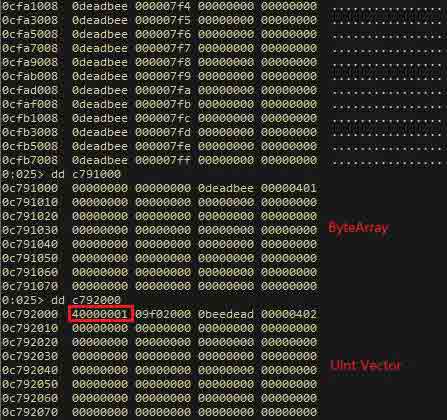 0cfa1008 0deadbee 000007f4 00000000 00000000 ................
0cfa3008 0deadbee 000007f5 00000000 00000000 ................
0cfa5008 0deadbee 000007f6 00000000 00000000 ................
0cfa7008 0deadbee 000007f7 00000000 00000000 ................
0cfa9008 0deadbee 000007f8 00000000 00000000 ................
0cfab008 0deadbee 000007f9 00000000 00000000 ................
0cfad008 0deadbee 000007fa 00000000 00000000 ................
0cfaf008 0deadbee 000007fb 00000000 00000000 ................
0cfb1008 0deadbee 000007fc 00000000 00000000 ................
0cfb3008 0deadbee 000007fd 00000000 00000000 ................
0cfb5008 0deadbee 000007fe 00000000 00000000 ................
0cfb7008 0deadbee 000007ff 00000000 00000000 ................
0:025> dd c791000
0c791000 00000000 00000000 0deadbee 00000401
0c791010 00000000 00000000 00000000 00000000
0c791020 00000000 00000000 00000000 00000000
0c791030 00000000 00000000 00000000 00000000
0c791040 00000000 00000000 00000000 00000000
0c791050 00000000 00000000 00000000 00000000
0c791060 00000000 00000000 00000000 00000000
0c791070 00000000 00000000 00000000 00000000
ByteArray
0:025> dd c792000
0c792000 40000001 09f02000 0beedead 00000402
0c792010 00000000 00000000 00000000 00000000
0c792020 00000000 00000000 00000000 00000000
0c792030 00000000 00000000 00000000 00000000
0c792040 00000000 00000000 00000000 00000000
0c792050 00000000 00000000 00000000 00000000
0c792060 00000000 00000000 00000000 00000000
0c792070 00000000 00000000 00000000 00000000
UInt Vector